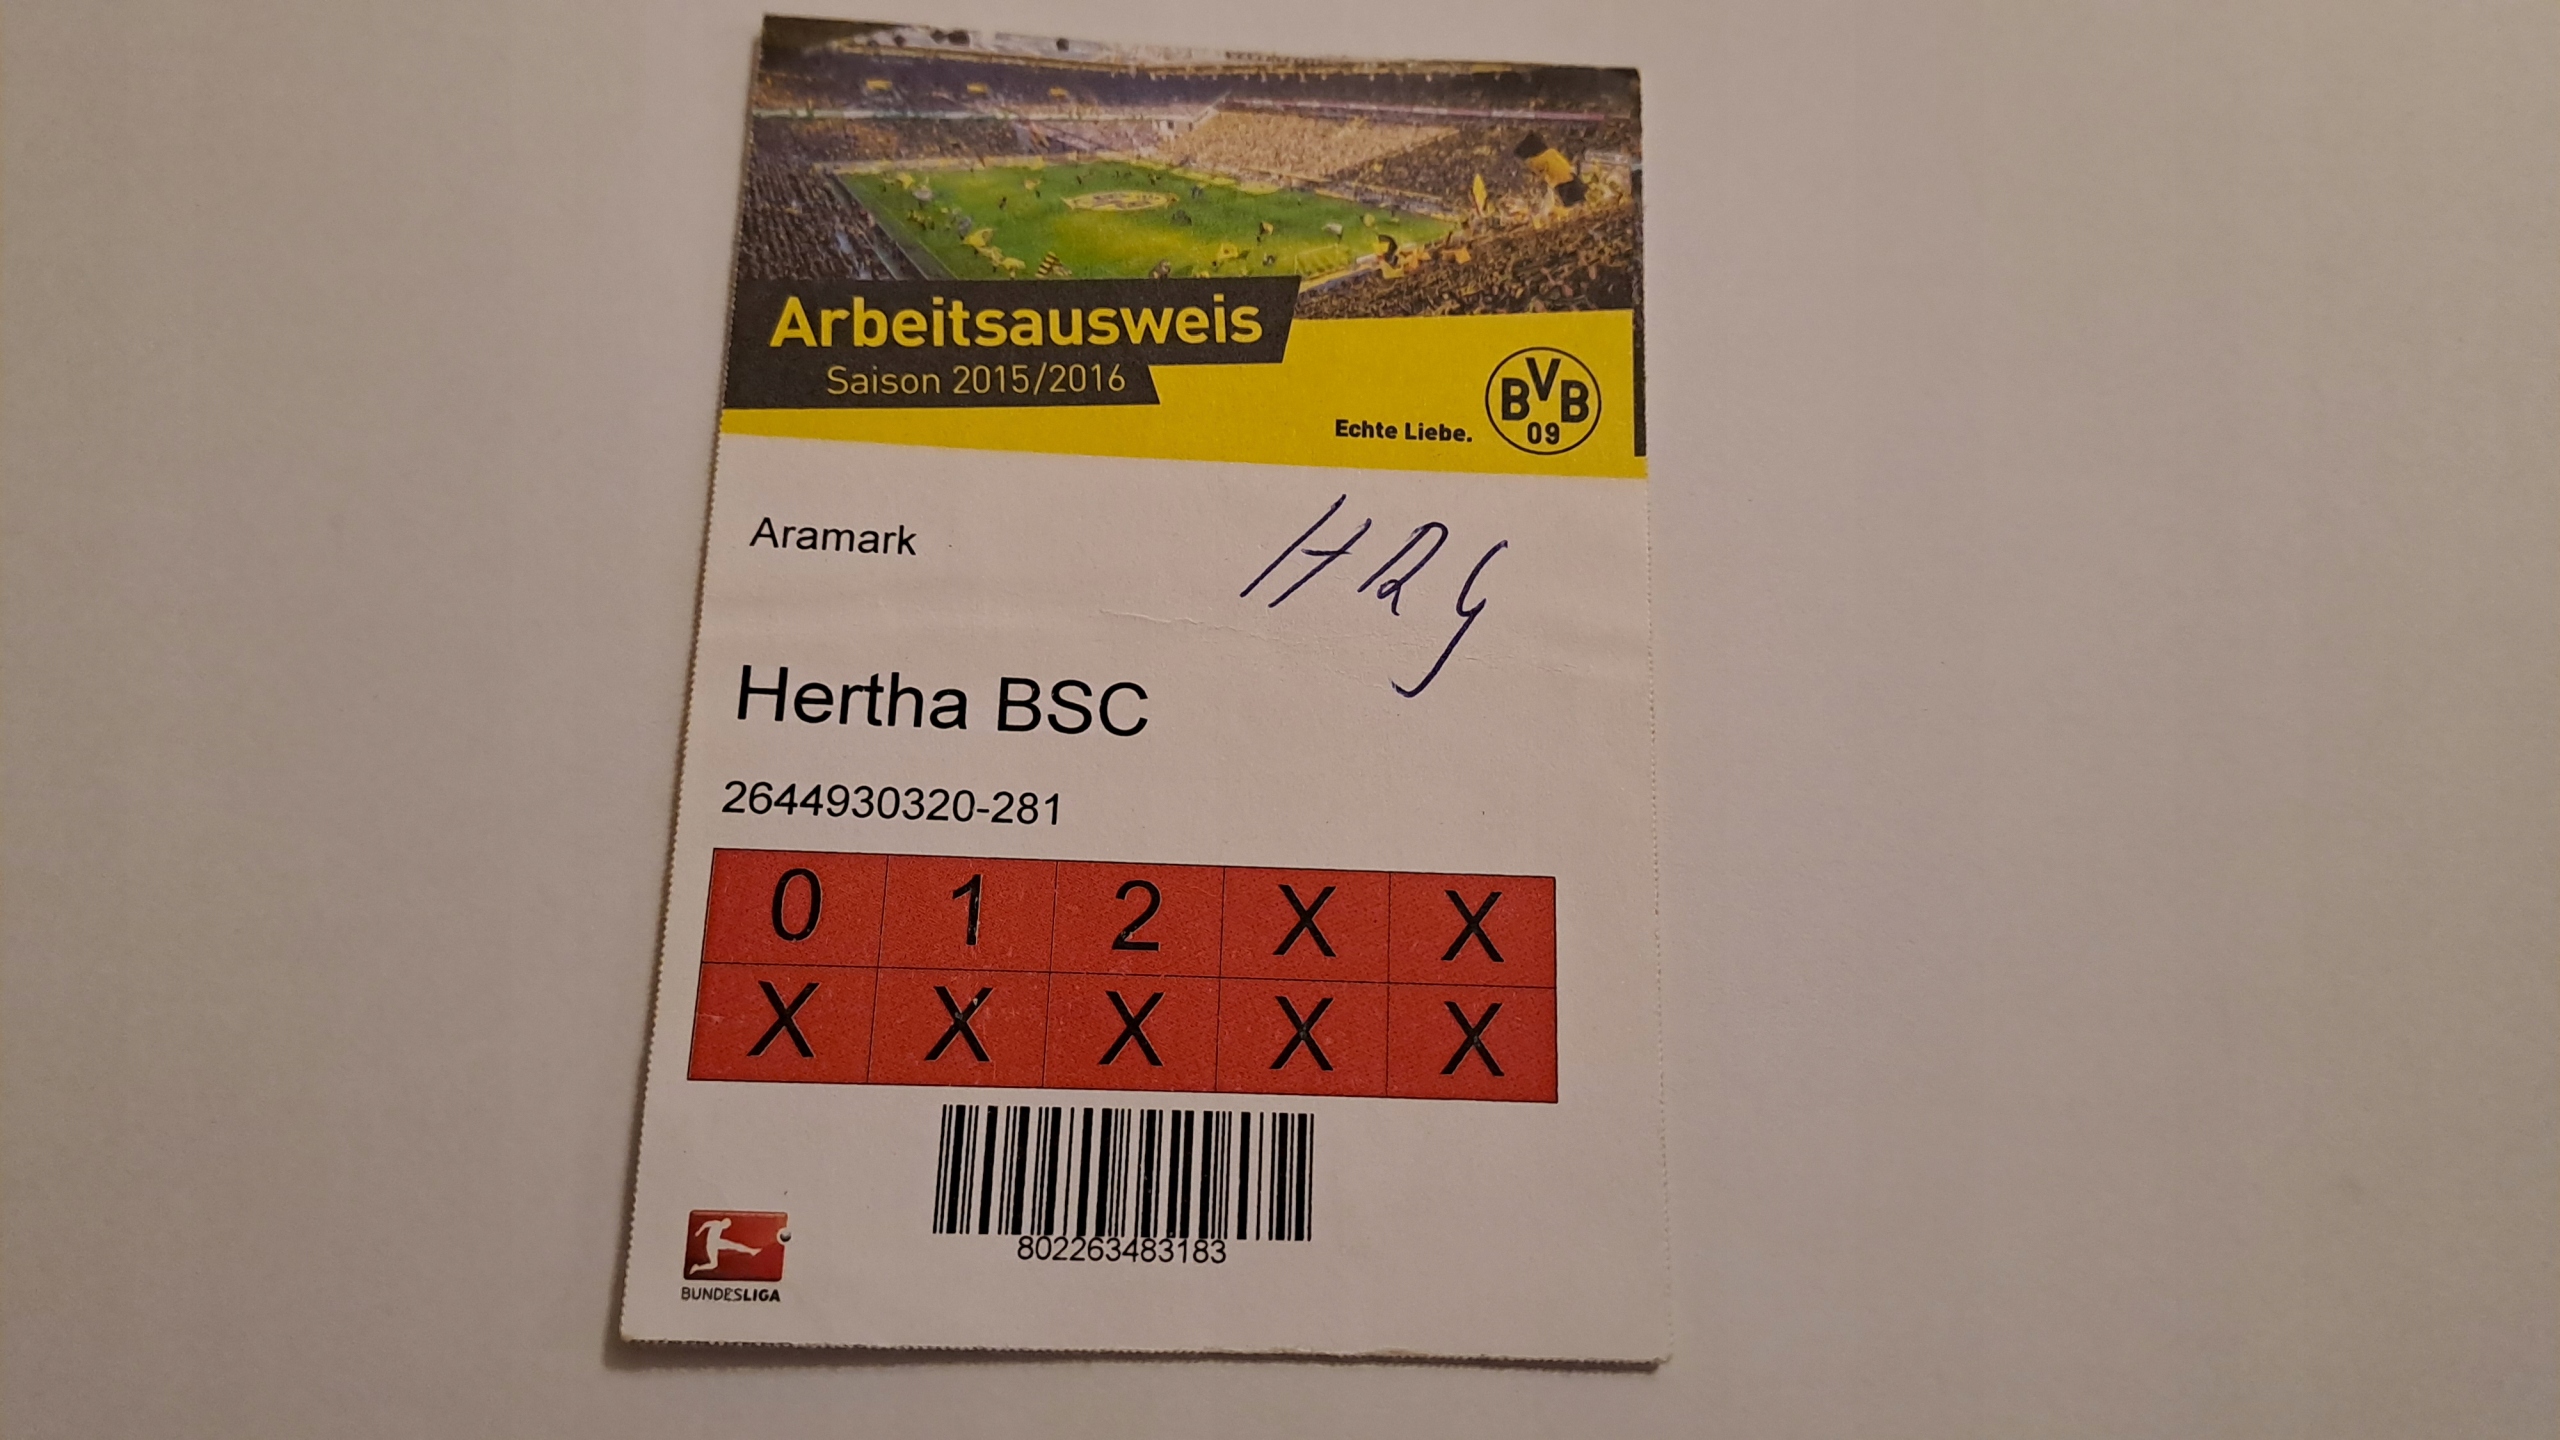 Arbeitsausweis
Saison 2015/2016
Echte Liebe.
BVB
09
Aramark
Hertha BSC
2644930320-281
0 1 2 X X
X X X X X
802263483183
BUNDESLIGA